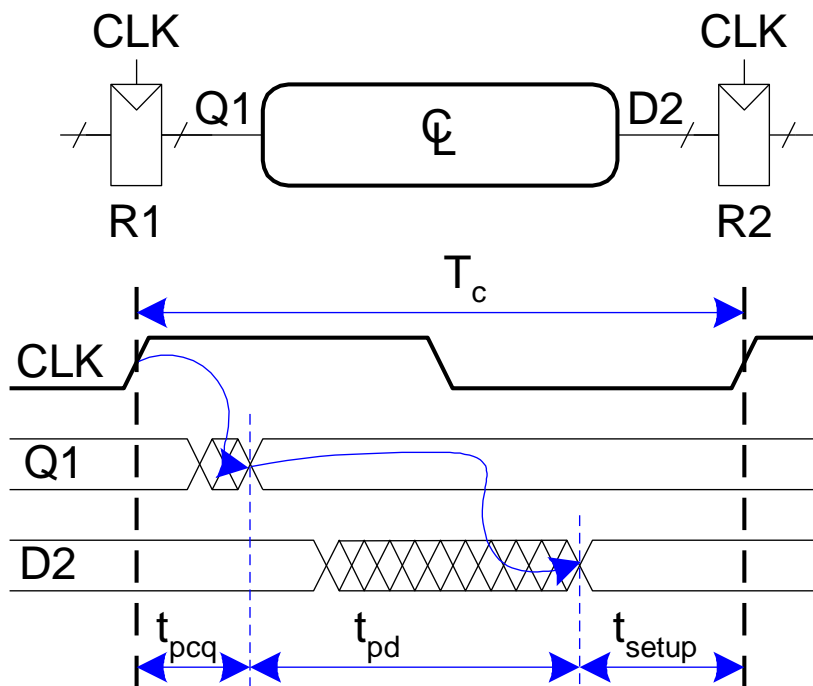 CLK CLK
Q1 CL D2
R1 R2
Tc
CLK
Q1
D2
tpcq tpd tsetup